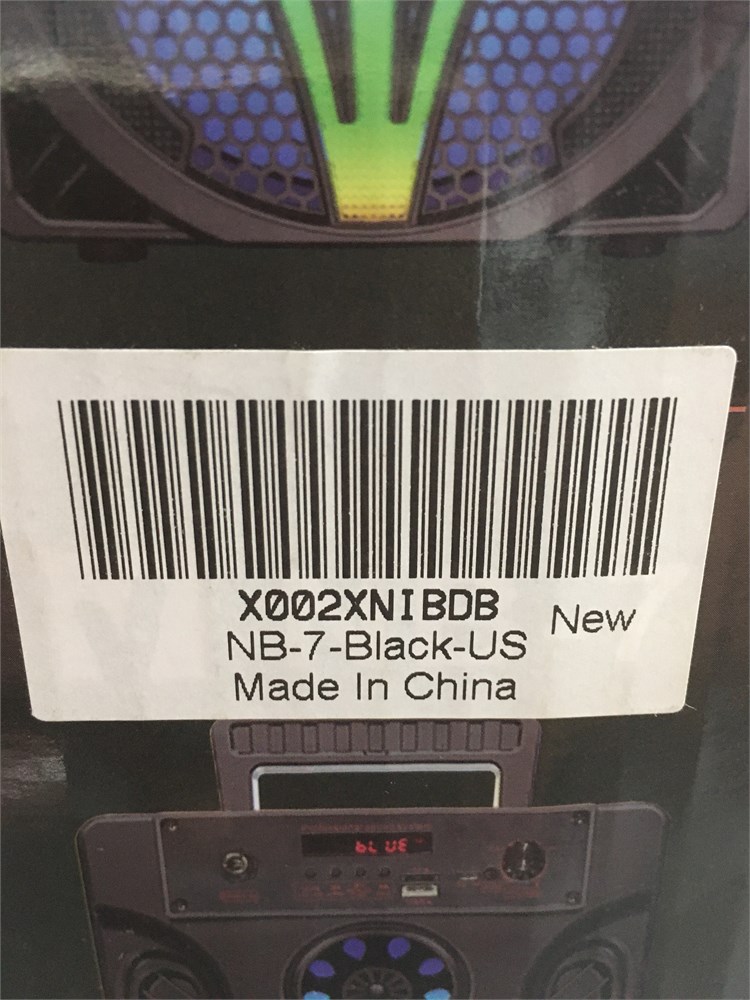 X002XNIBDB
New
NB-7-Black-US
Made In China
bLUE